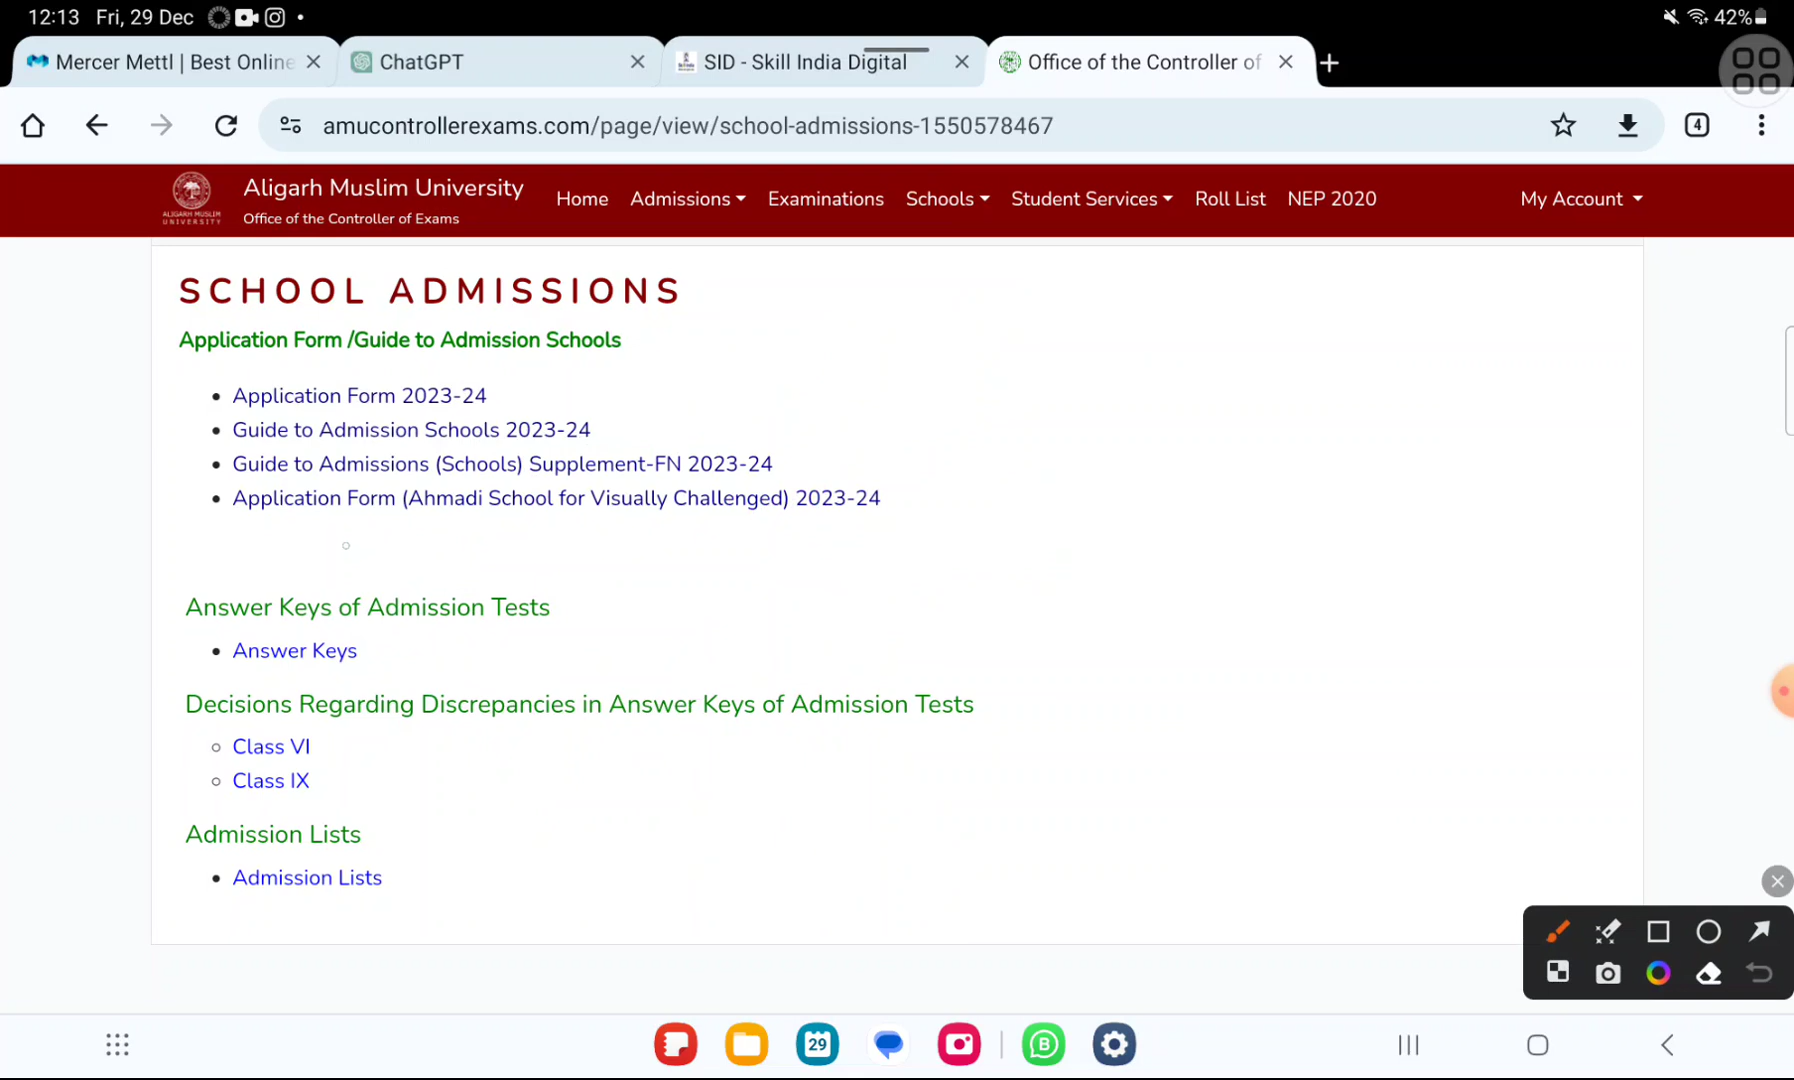 12:13 Fri, 29 Dec
42%
Mercer Mettl | Best Online
ChatGPT
SID - Skill India Digital
Office of the Controller of
amucontrollerexams.com/page/view/school-admissions-1550578467
4
ALIGARH MUSLIM
UNIVERSITY
Aligarh Muslim University
Office of the Controller of Exams
Home
Admissions
Examinations
Schools
Student Services
Roll List
NEP 2020
My Account
SCHOOL ADMISSIONS
Application Form /Guide to Admission Schools
Application Form 2023-24
Guide to Admission Schools 2023-24
Guide to Admissions (Schools) Supplement-FN 2023-24
Application Form (Ahmadi School for Visually Challenged) 2023-24
Answer Keys of Admission Tests
Answer Keys
Decisions Regarding Discrepancies in Answer Keys of Admission Tests
Class VI
Class IX
Admission Lists
Admission Lists
29
B